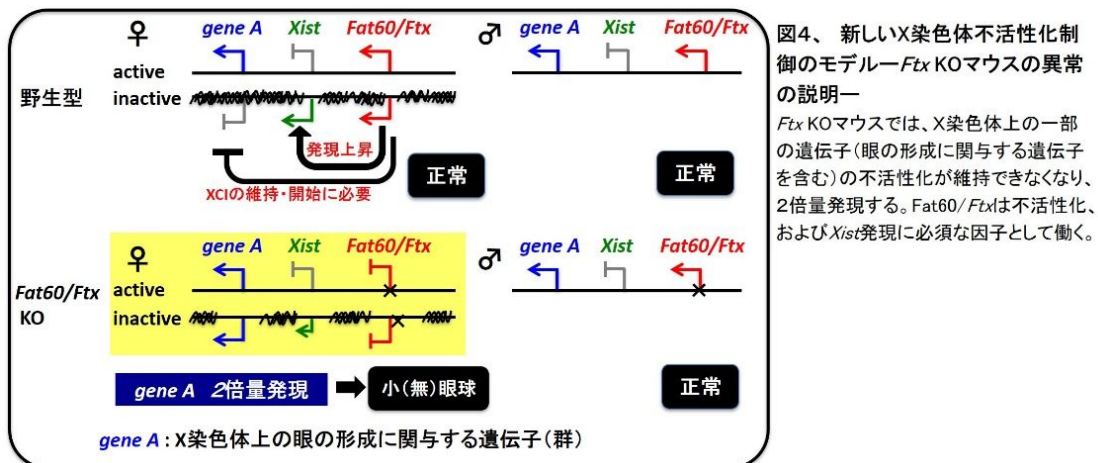 ♀ gene A Xist Fat60/Ftx ♂ gene A Xist Fat60/Ftx
active
野生型 inactive
発現上昇
XCIの維持・開始に必要
正常
正常
♀ gene A Xist Fat60/Ftx ♂ gene A Xist Fat60/Ftx
Fat60/Ftx active
KO inactive
gene A 2倍量発現
小(無)眼球
正常
gene A : X染色体上の眼の形成に関与する遺伝子(群)
図4、 新しいX染色体不活性化制
御のモデルーFtx KOマウスの異常
の説明ー
Ftx KOマウスでは、X染色体上の一部
の遺伝子(眼の形成に関与する遺伝子
を含む)の不活性化が維持できなくなり、
2倍量発現する。Fat60/Ftxは不活性化、
およびXist発現に必須な因子として働く。